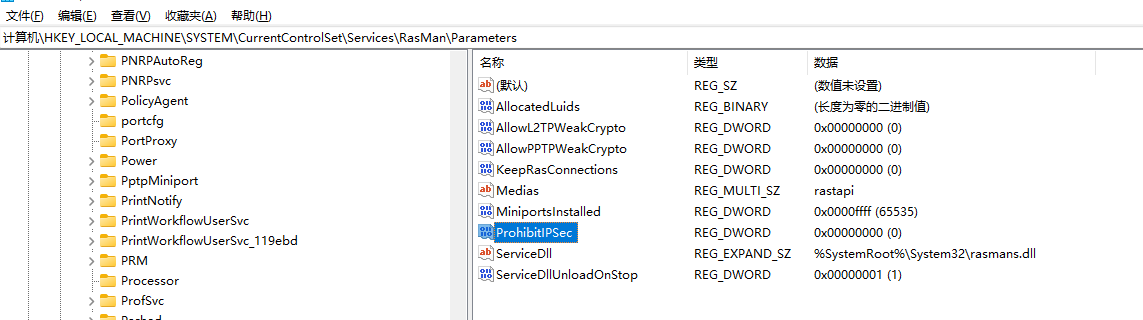 文件(F) 编辑(E) 查看(V) 收藏夹(A) 帮助(H)
计算机\HKEY_LOCAL_MACHINE\SYSTEM\CurrentControlSet\Services\RasMan\Parameters
PNRPAutoReg
PNRPsvc
PolicyAgent
portcfg
PortProxy
Power
PptpMiniport
PrintNotify
PrintWorkflowUserSvc
PrintWorkflowUserSvc_119ebd
PRM
Processor
ProfSvc
名称 类型 数据
(默认) REG_SZ (数值未设置)
AllocatedLuids REG_BINARY (长度为零的二进制值)
AllowL2TPWeakCrypto REG_DWORD 0x00000000 (0)
AllowPPTPWeakCrypto REG_DWORD 0x00000000 (0)
KeepRasConnections REG_DWORD 0x00000000 (0)
Medias REG_MULTI_SZ rastapi
MiniportsInstalled REG_DWORD 0x0000ffff (65535)
ProhibitIPSec REG_DWORD 0x00000000 (0)
ServiceDll REG_EXPAND_SZ %SystemRoot%\System32\rasmans.dll
ServiceDllUnloadOnStop REG_DWORD 0x00000001 (1)